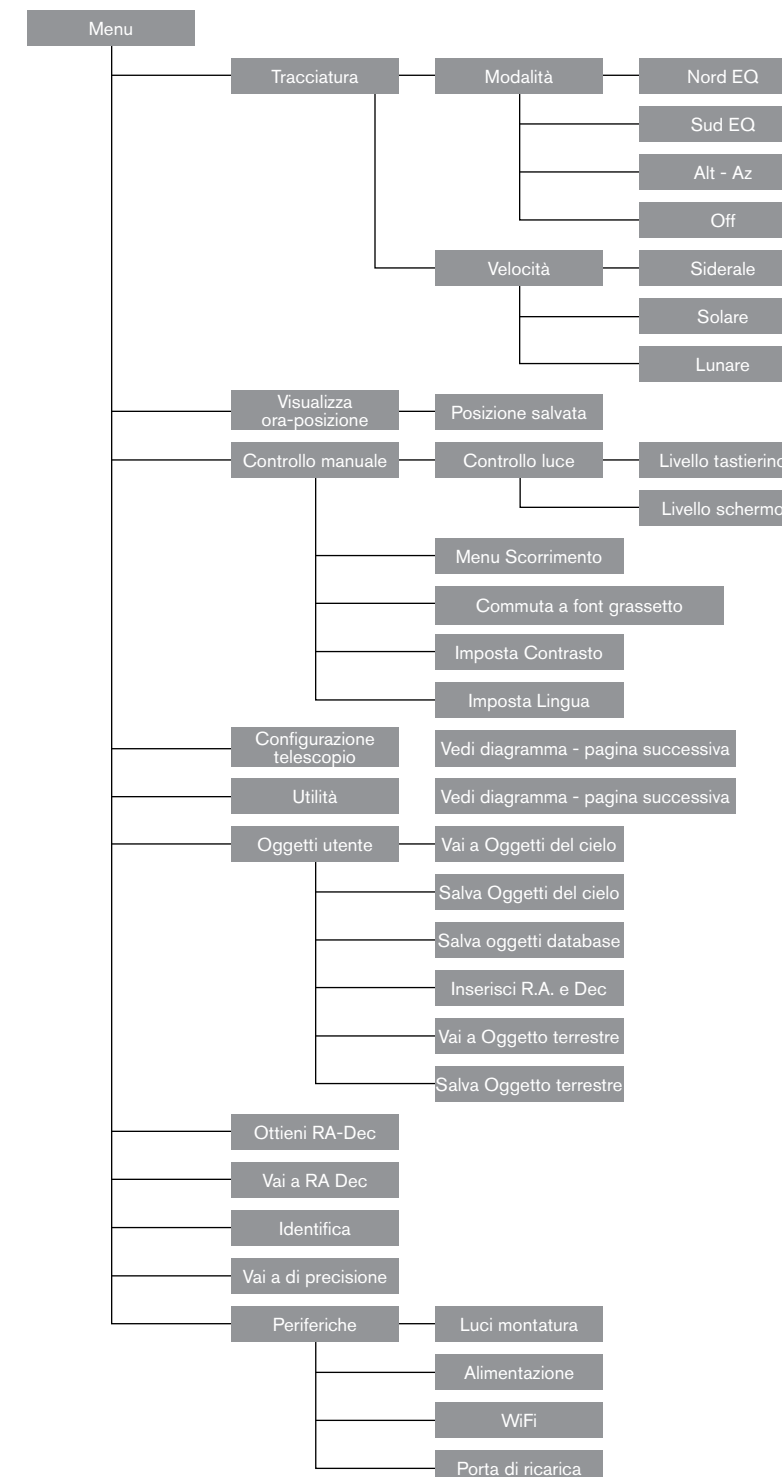 Menu
Tracciatura
Modalità
Nord EQ
Sud EQ
Alt - Az
Off
Velocità
Siderale
Solare
Lunare
Visualizza
ora-posizione
Posizione salvata
Controllo manuale
Controllo luce
Livello tastierino
Livello schermo
Menu Scorrimento
Commuta a font grassetto
Imposta Contrasto
Imposta Lingua
Configurazione
telescopio
Vedi diagramma - pagina successiva
Utilità
Vedi diagramma - pagina successiva
Oggetti utente
Vai a Oggetti del cielo
Salva Oggetti del cielo
Salva oggetti database
Inserisci R.A. e Dec
Vai a Oggetto terrestre
Salva Oggetto terrestre
Ottieni RA-Dec
Vai a RA Dec
Identifica
Vai a di precisione
Periferiche
Luci montatura
Alimentazione
WiFi
Porta di ricarica